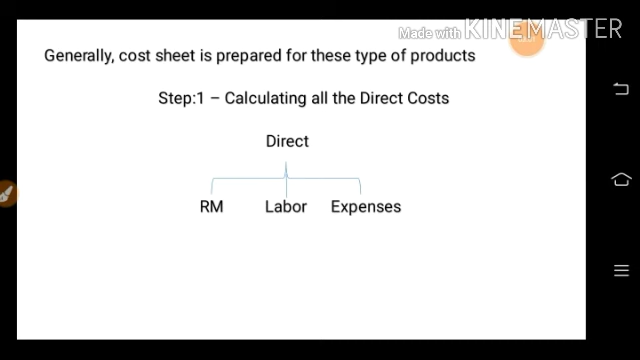 Made with KINEMASTER
Generally, cost sheet is prepared for these type of products
Step:1 – Calculating all the Direct Costs
Direct
RM Labor Expenses